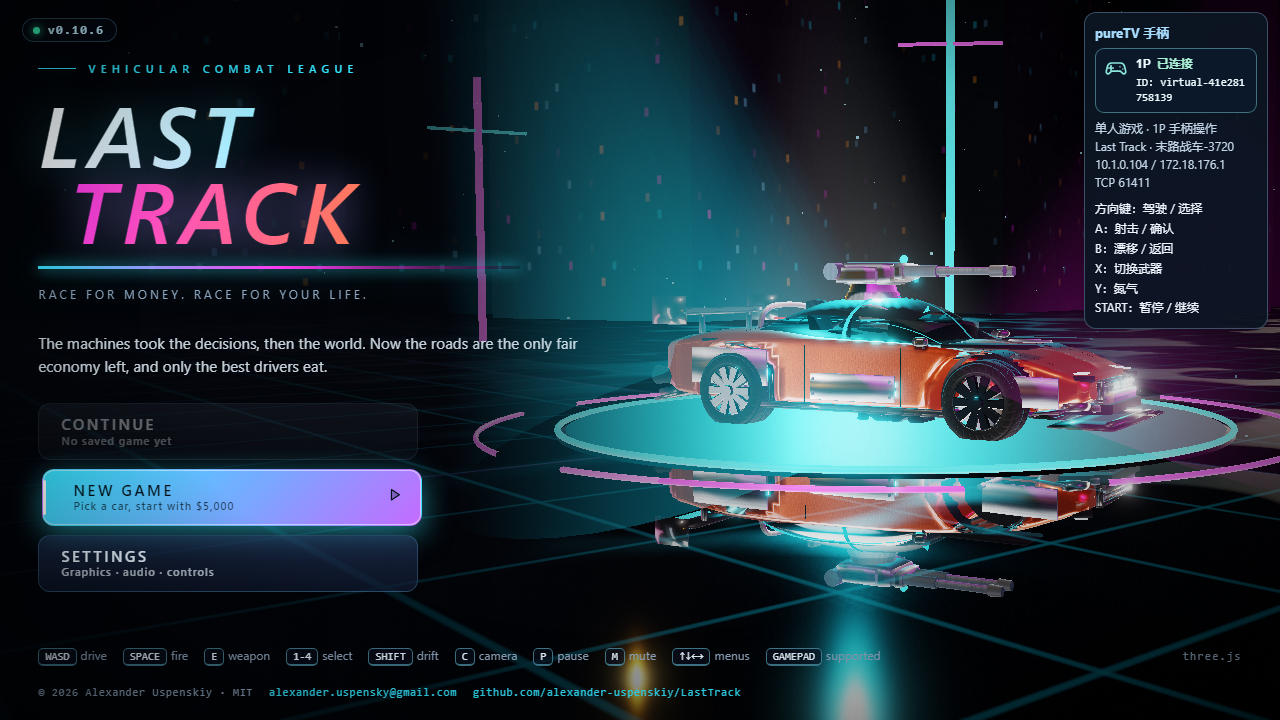 v0.10.6
VEHICULAR COMBAT LEAGUE
LAST
TRACK
RACE FOR MONEY. RACE FOR YOUR LIFE.
The machines took the decisions, then the world. Now the roads are the only fair
economy left, and only the best drivers eat.
CONTINUE
No saved game yet
NEW GAME
Pick a car, start with $5,000
SETTINGS
Graphics · audio · controls
WASD drive SPACE fire E weapon 1-4 select SHIFT drift C camera P pause M mute ↑↓←→ menus GAMEPAD supported
three.js
© 2026 Alexander Uspenskiy · MIT alexander.uspensky@gmail.com github.com/alexander-uspenskiy/LastTrack
pureTV 手柄
1P 已连接
ID: virtual-41e281
758139
单人游戏 · 1P 手柄操作
Last Track · 末路战车-3720
10.1.0.104 / 172.18.176.1
TCP 61411
方向键：驾驶 / 选择
A：射击 / 确认
B：漂移 / 返回
X：切换武器
Y：氮气
START：暂停 / 继续